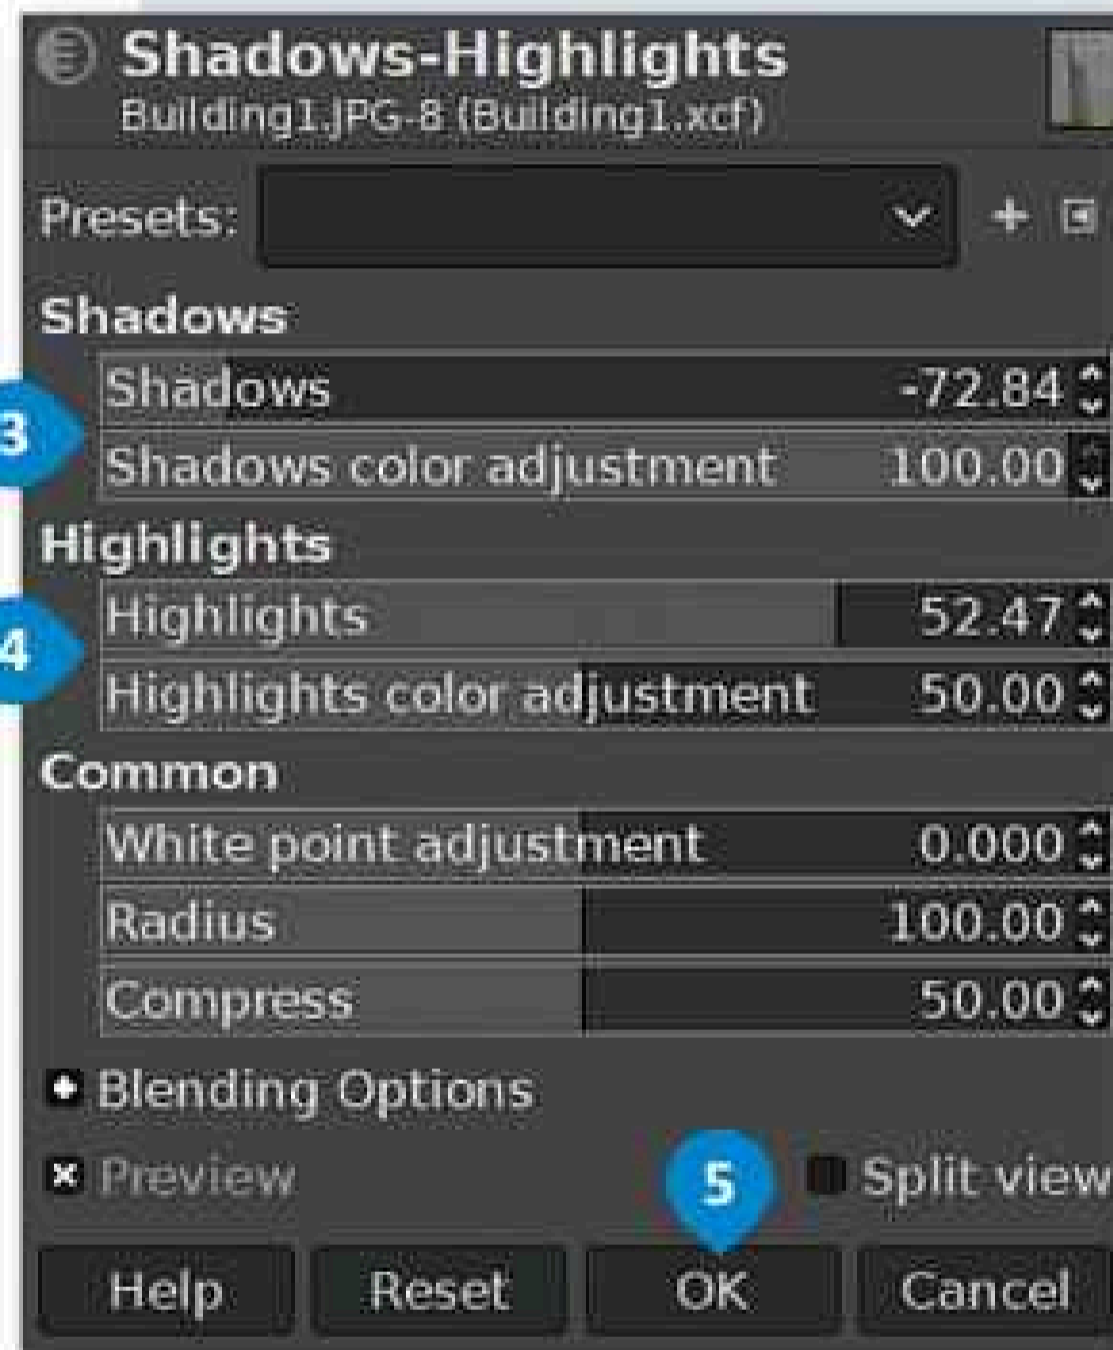 Shadows-Highlights
Building1.JPG-8 (Building1.xcf)
Presets:
Shadows
Shadows -72.84
3
Shadows color adjustment 100.00
Highlights
Highlights 52.47
4
Highlights color adjustment 50.00
Common
White point adjustment 0.000
Radius 100.00
Compress 50.00
Blending Options
Preview 5 Split view
Help Reset OK Cancel